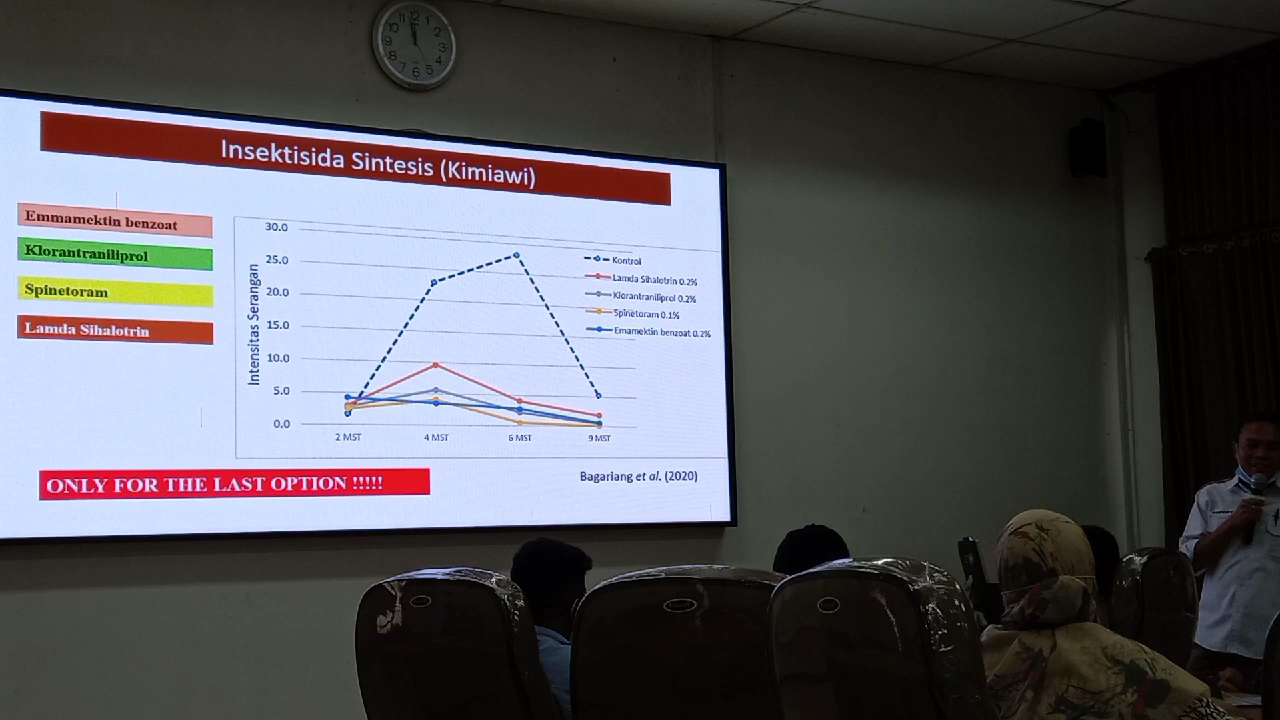 Insektisida Sintesis (Kimiawi)
Emmamektin benzoat
Klorantraniliprol
Spinetoram
Lamda Sihalotrin
30.0
25.0
20.0
15.0
10.0
5.0
0.0
Intensitas Serangan
2 MST
4 MST
6 MST
9 MST
Kontrol
Lamda Sihalotrin 0.2%
Klorantraniliprol 0.2%
Spinetoram 0.1%
Emamektin benzoat 0.2%
ONLY FOR THE LAST OPTION !!!!!
Bagariang et al. (2020)